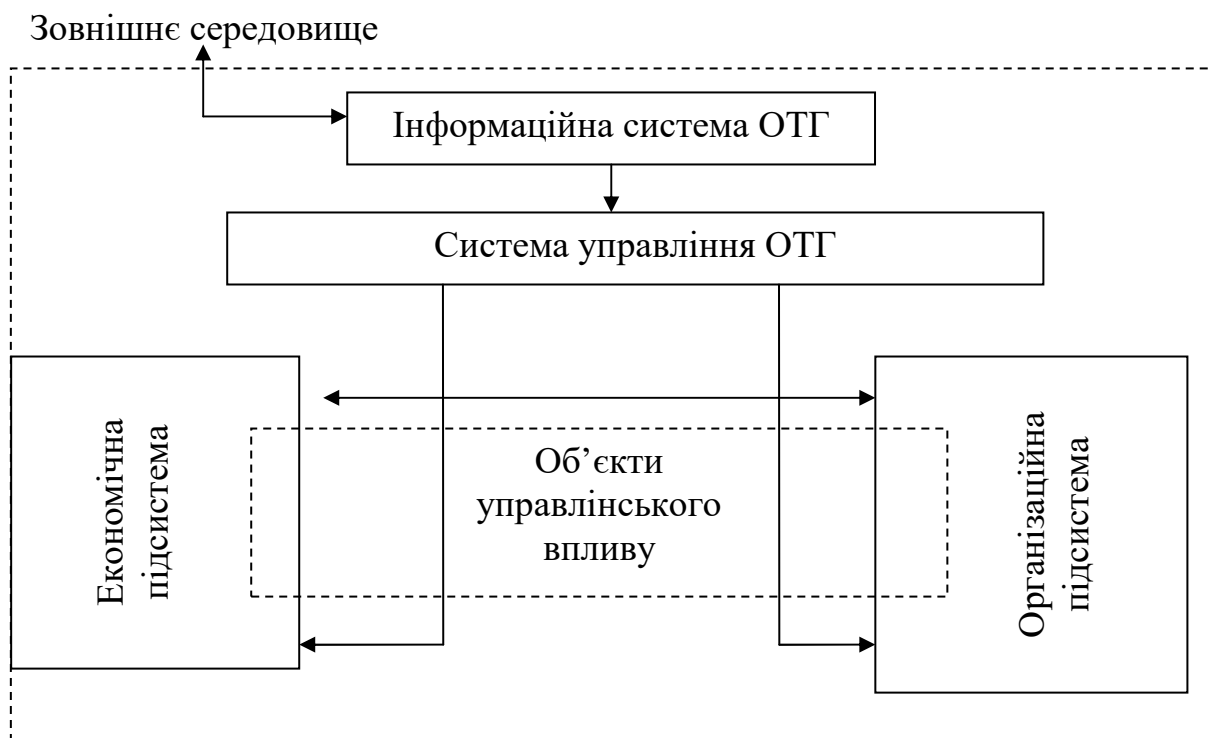 Зовнішнє середовище
Інформаційна система ОТГ
Система управління ОТГ
Економічна
підсистема
Об’єкти
управлінського
впливу
Організаційна
підсистема